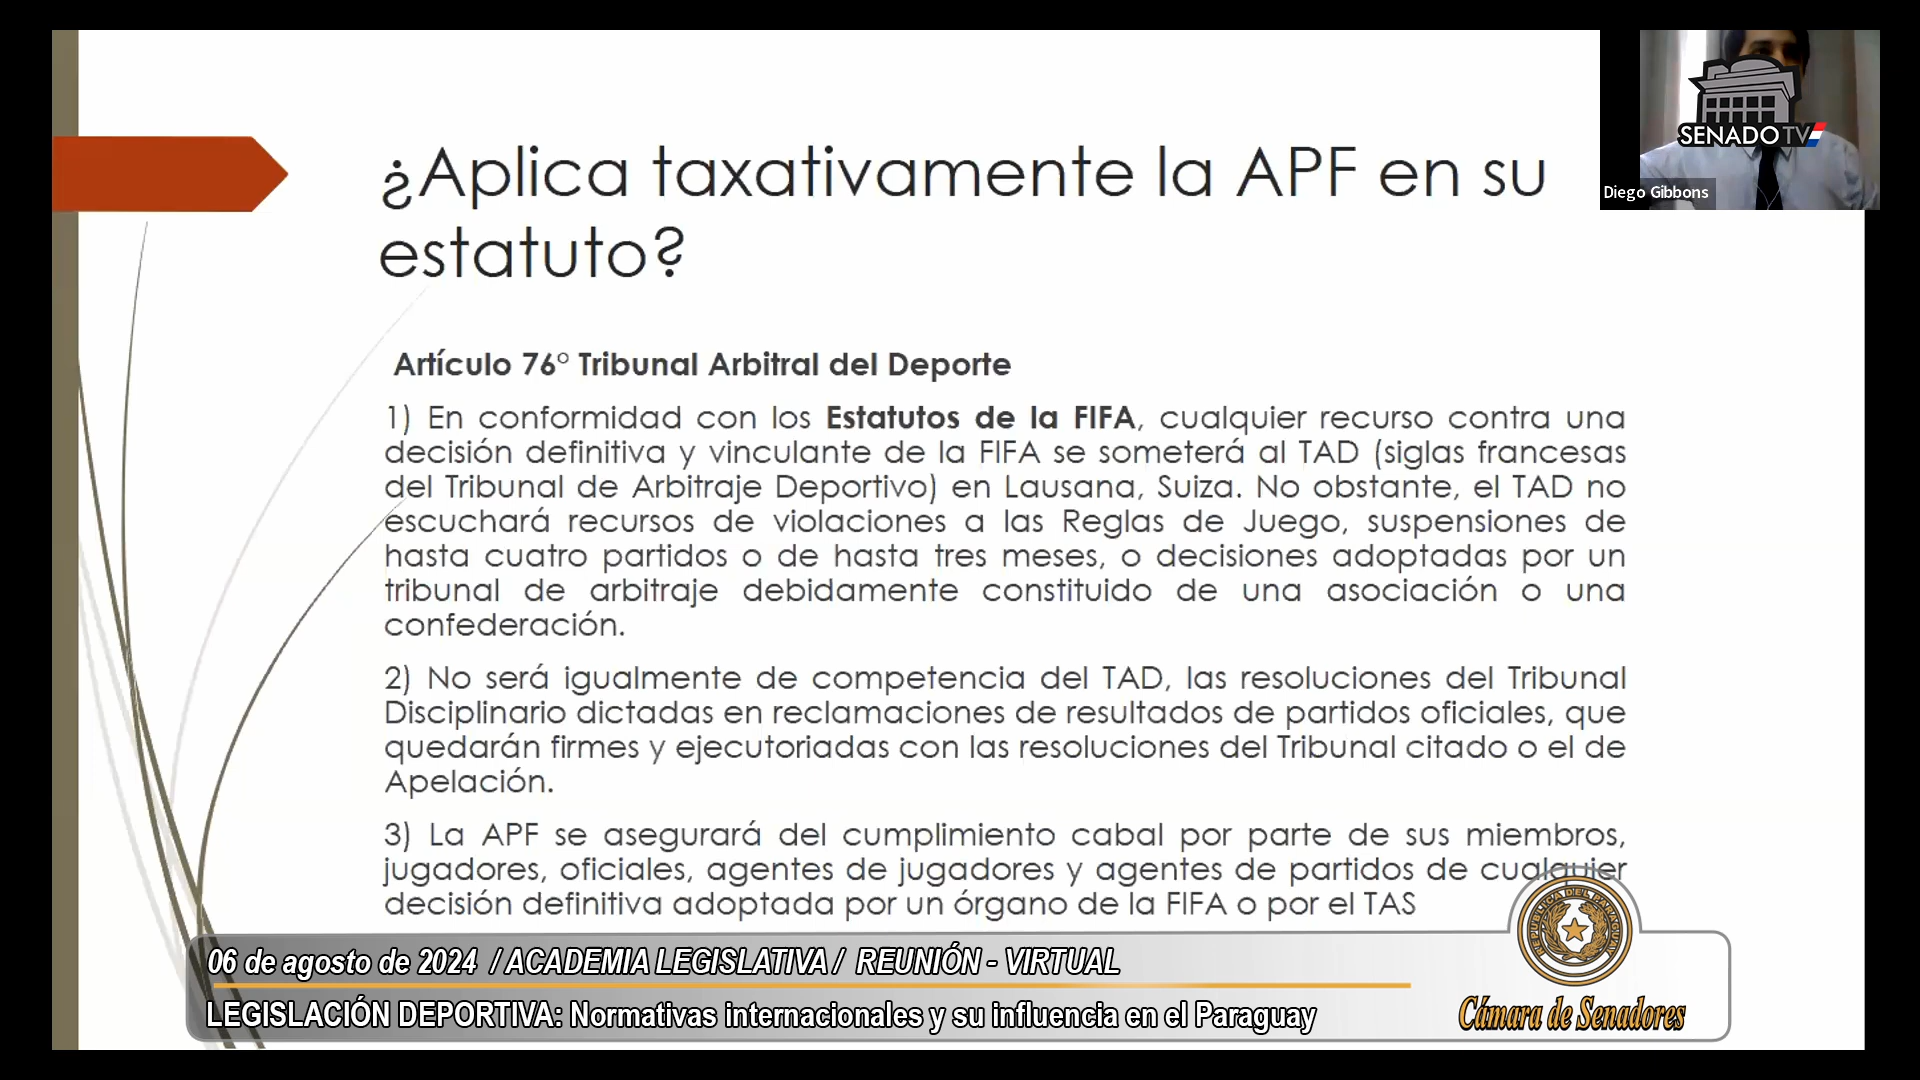 ¿Aplica taxativamente la APF en su
estatuto?
SENADO TV
Diego Gibbons
Artículo 76° Tribunal Arbitral del Deporte
1) En conformidad con los Estatutos de la FIFA, cualquier recurso contra una
decisión definitiva y vinculante de la FIFA se someterá al TAD (siglas francesas
del Tribunal de Arbitraje Deportivo) en Lausana, Suiza. No obstante, el TAD no
escuchará recursos de violaciones a las Reglas de Juego, suspensiones de
hasta cuatro partidos o de hasta tres meses, o decisiones adoptadas por un
tribunal de arbitraje debidamente constituido de una asociación o una
confederación.
2) No será igualmente de competencia del TAD, las resoluciones del Tribunal
Disciplinario dictadas en reclamaciones de resultados de partidos oficiales, que
quedarán firmes y ejecutoriadas con las resoluciones del Tribunal citado o el de
Apelación.
3) La APF se asegurará del cumplimiento cabal por parte de sus miembros,
jugadores, oficiales, agentes de jugadores y agentes de partidos de cualquier
decisión definitiva adoptada por un órgano de la FIFA o por el TAS
06 de agosto de 2024 / ACADEMIA LEGISLATIVA / REUNIÓN - VIRTUAL
LEGISLACIÓN DEPORTIVA: Normativas internacionales y su influencia en el Paraguay
REPUBLICA DEL PARAGUAY
Cámara de Senadores